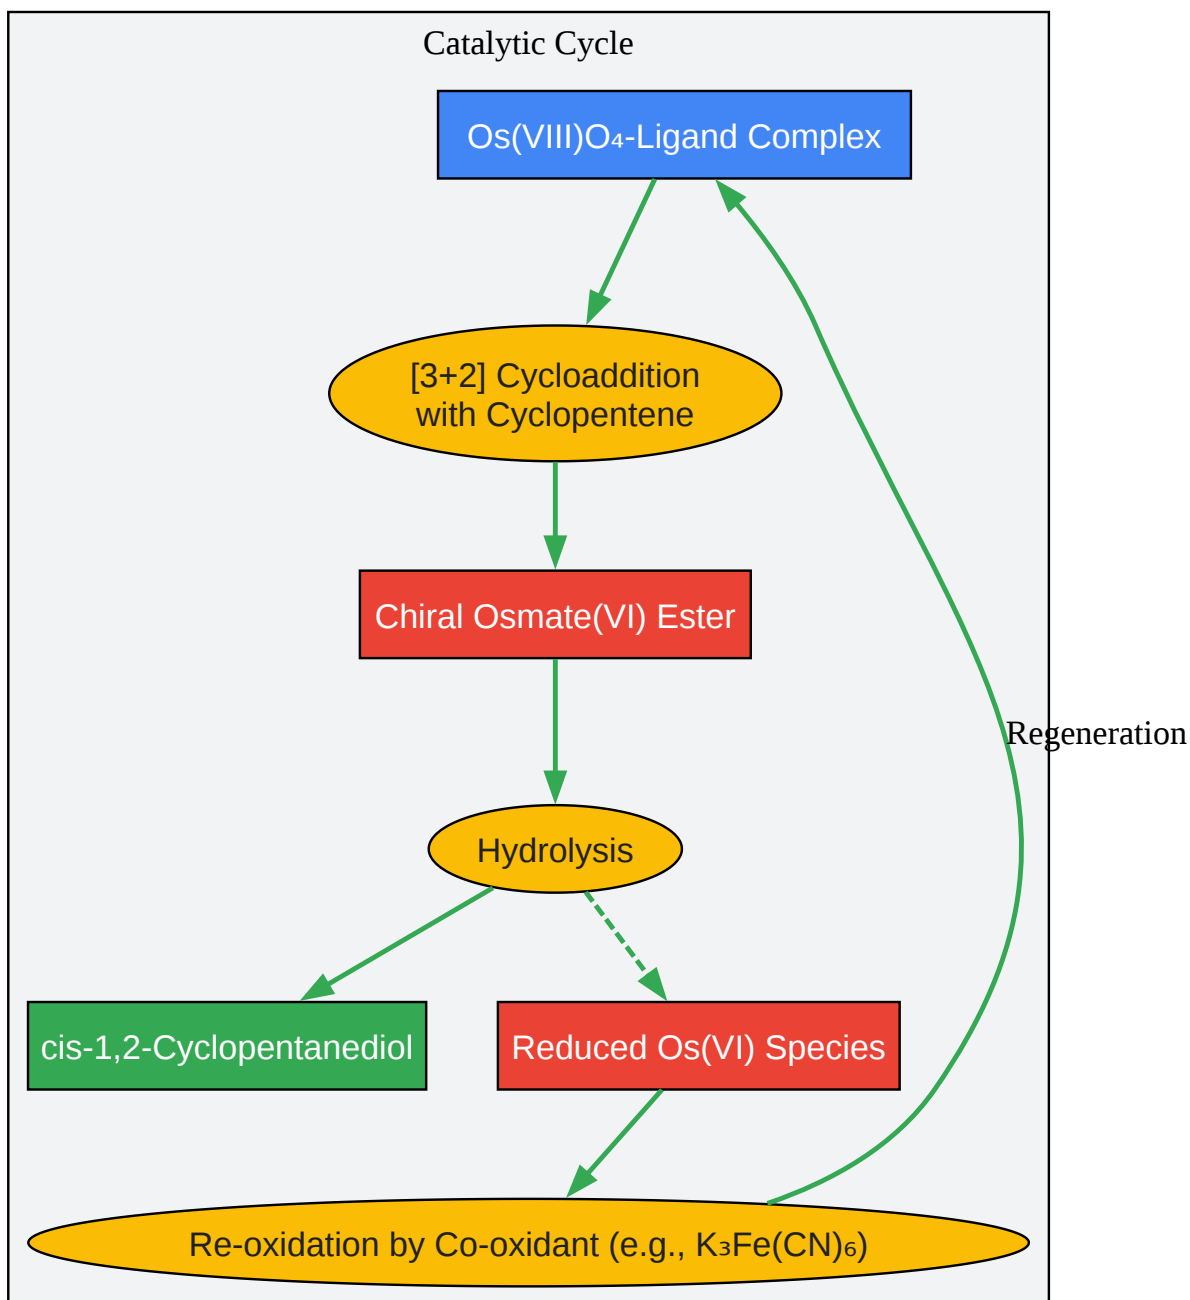 Catalytic Cycle
Os(VIII)O₄-Ligand Complex
[3+2] Cycloaddition
with Cyclopentene
Chiral Osmate(VI) Ester
Regeneration
Hydrolysis
cis-1,2-Cyclopentanediol
Reduced Os(VI) Species
Re-oxidation by Co-oxidant (e.g., K₃Fe(CN)₆)